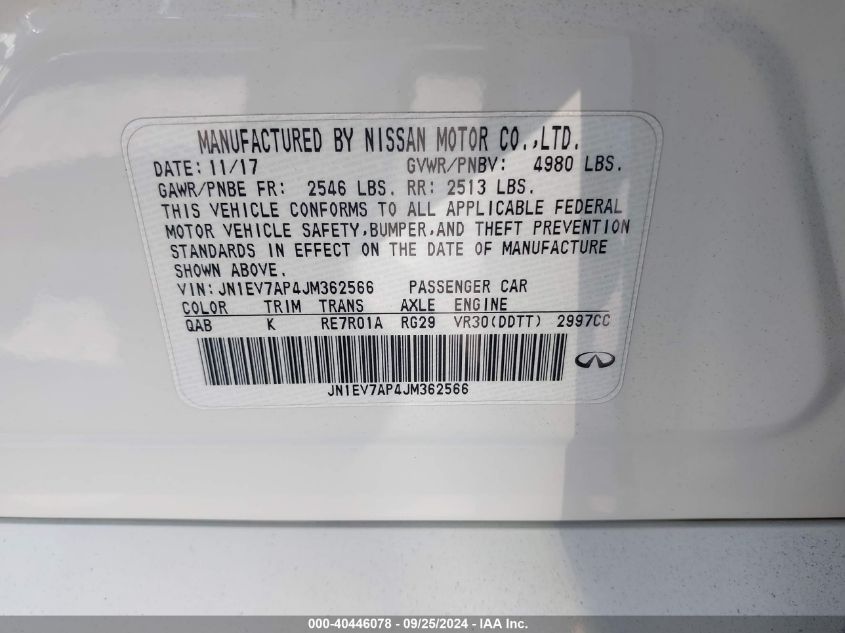 MANUFACTURED BY NISSAN MOTOR CO.,LTD.
DATE: 11/17 GVWR/PNBV: 4980 LBS.
GAWR/PNBE FR: 2546 LBS. RR: 2513 LBS.
THIS VEHICLE CONFORMS TO ALL APPLICABLE FEDERAL
MOTOR VEHICLE SAFETY,BUMPER,AND THEFT PREVENTION
STANDARDS IN EFFECT ON THE DATE OF MANUFACTURE
SHOWN ABOVE.
VIN:JN1EV7AP4JM362566 PASSENGER CAR
COLOR TRIM TRANS AXLE ENGINE
QAB K RE7R01A RG29 VR30(DDTT) 2997CC
JN1EV7AP4JM362566
000-40446078 - 09/25/2024 - IAA Inc.